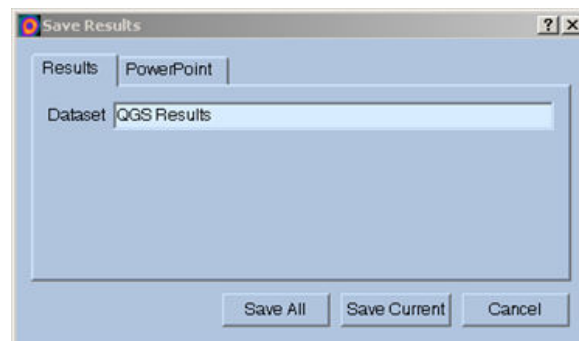 Save Results
Results PowerPoint
Dataset QGS Results
Save All Save Current Cancel